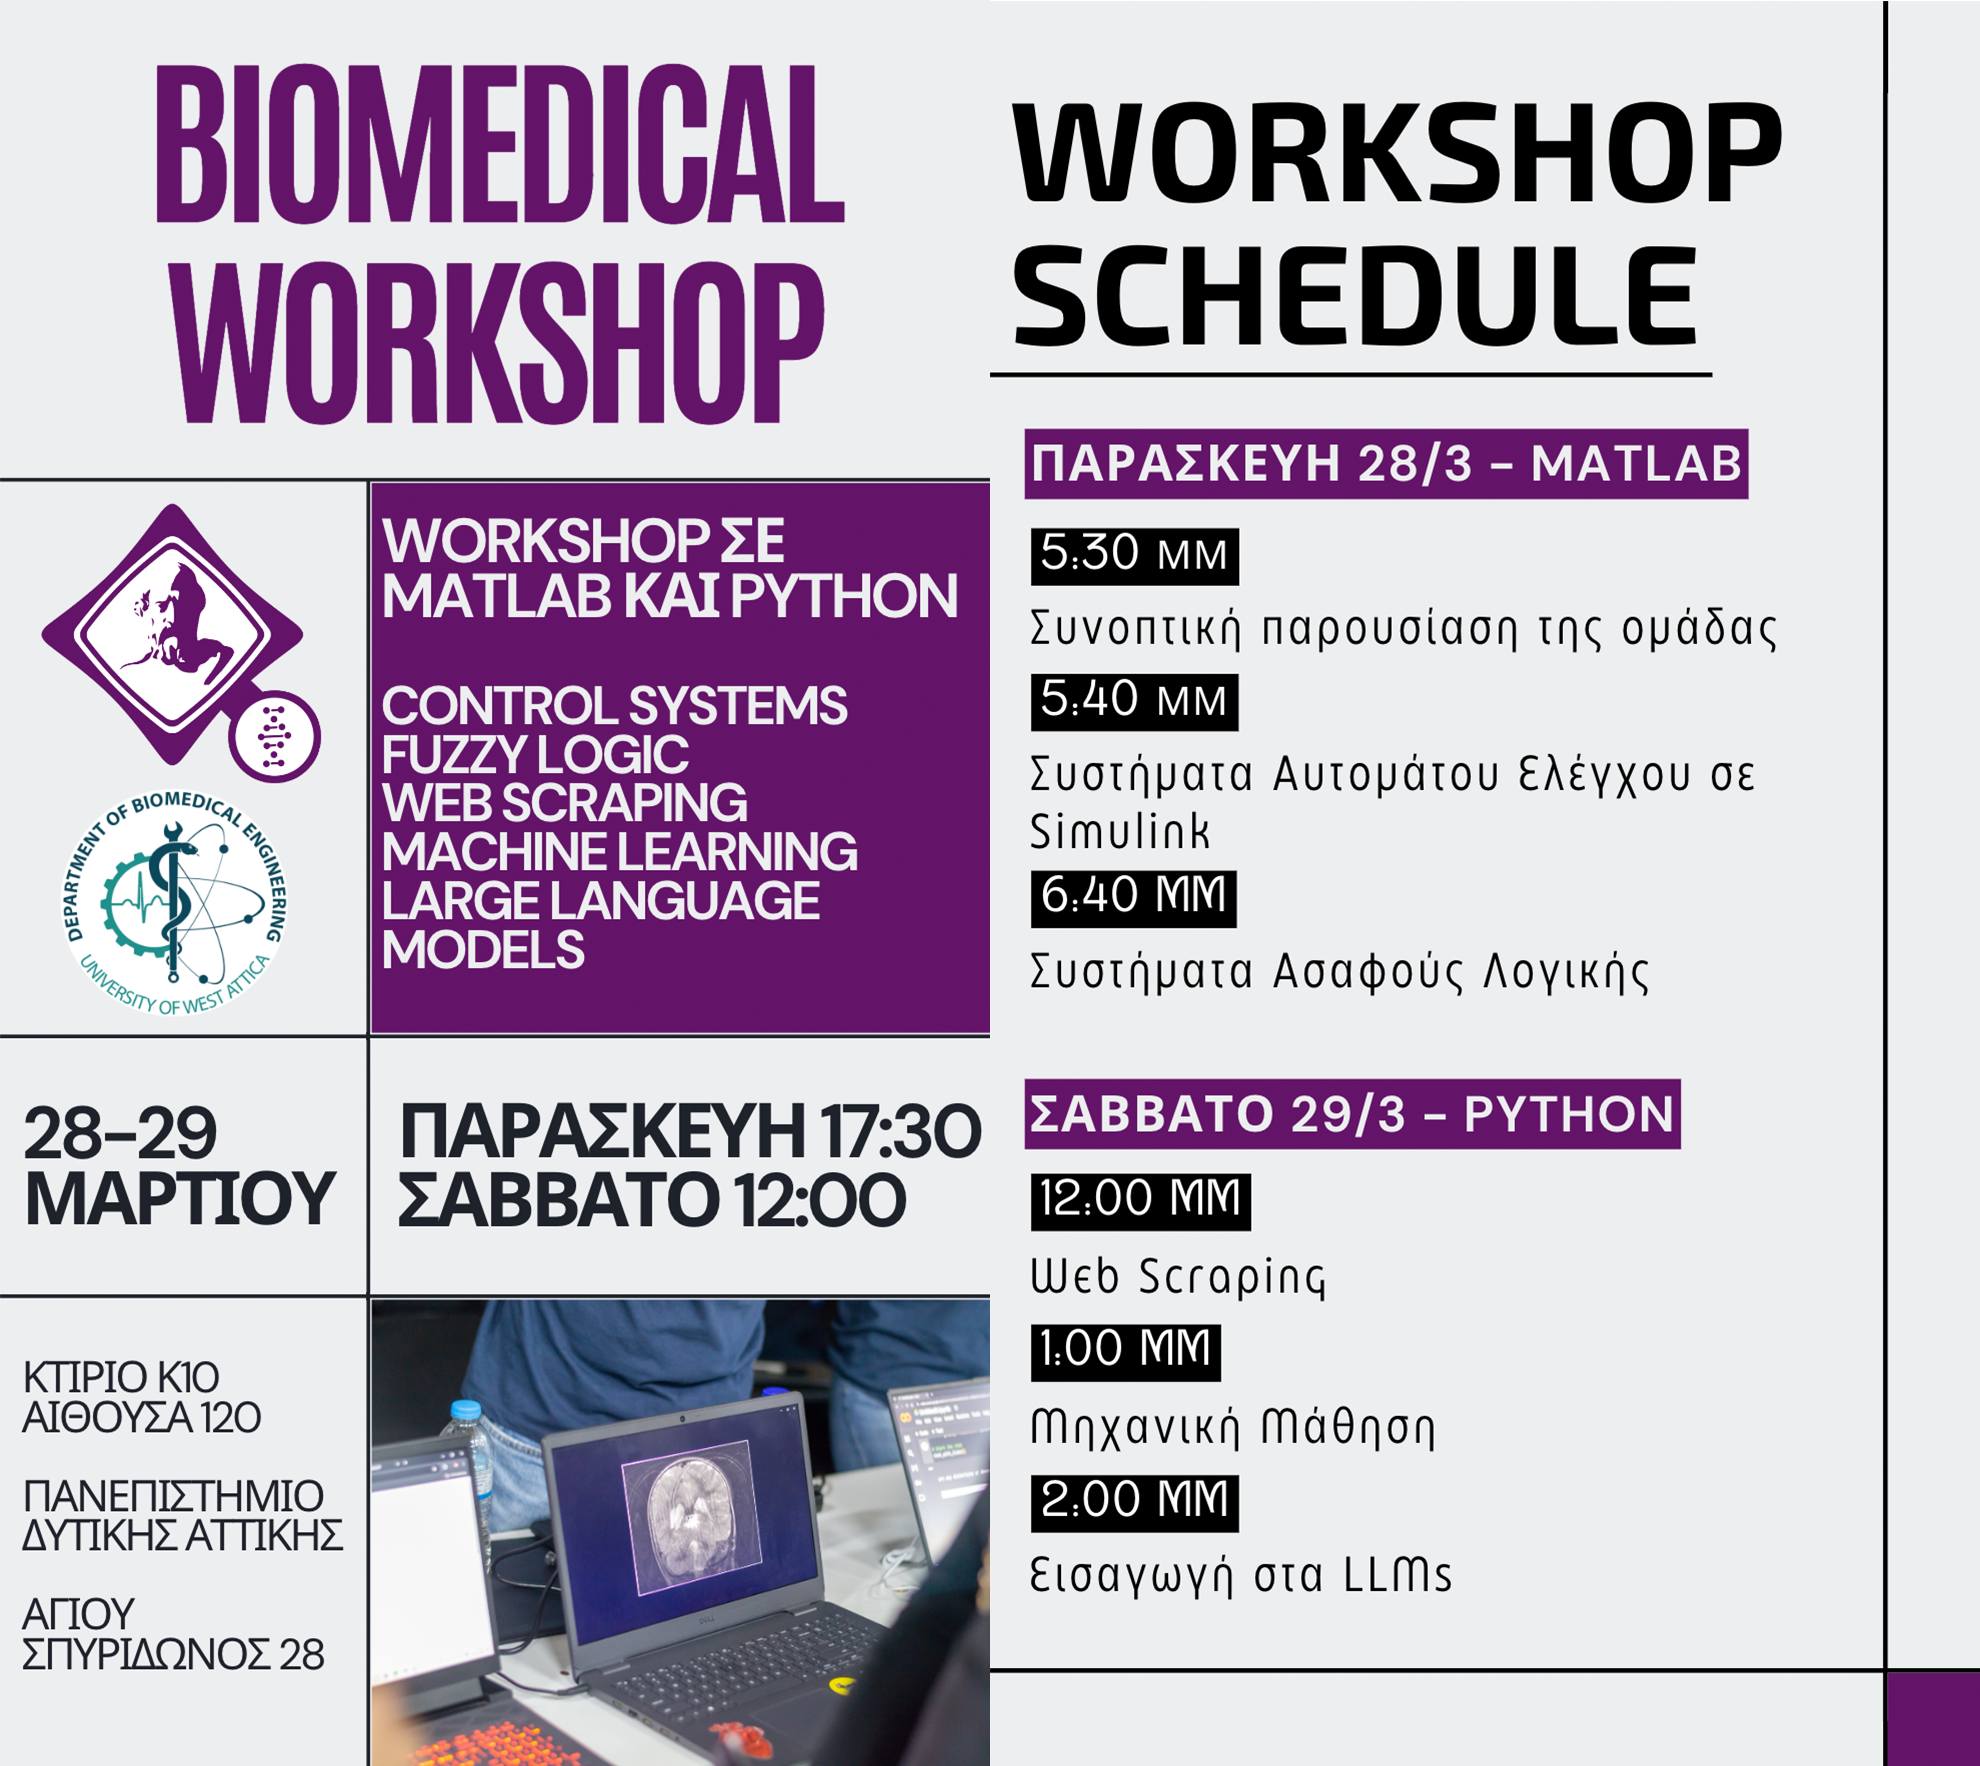 BIOMEDICAL
WORKSHOP
WORKSHOP ΣΕ
MATLAB ΚΑΙ PYTHON
CONTROL SYSTEMS
FUZZY LOGIC
WEB SCRAPING
MACHINE LEARNING
LARGE LANGUAGE
MODELS
DEPARTMENT OF BIOMEDICAL ENGINEERING
UNIVERSITY OF WEST ATTICA
28-29
ΜΑΡΤΙΟΥ
ΠΑΡΑΣΚΕΥΗ 17:30
ΣΑΒΒΑΤΟ 12:00
ΚΤΙΡΙΟ Κ10
ΑΙΘΟΥΣΑ 120
ΠΑΝΕΠΙΣΤΗΜΙΟ
ΔΥΤΙΚΗΣ ΑΤΤΙΚΗΣ
ΑΓΙΟΥ
ΣΠΥΡΙΔΩΝΟΣ 28
DELL
WORKSHOP
SCHEDULE
ΠΑΡΑΣΚΕΥΗ 28/3 - MATLAB
5:30 ΜΜ
Συνοπτική παρουσίαση της ομάδας
5:40 ΜΜ
Συστήματα Αυτομάτου Ελέγχου σε
Simulink
6:40 ΜΜ
Συστήματα Ασαφούς Λογικής
ΣΑΒΒΑΤΟ 29/3 - PYTHON
12:00 ΜΜ
Web Scraping
1:00 ΜΜ
Μηχανική Μάθηση
2:00 ΜΜ
Εισαγωγή στα LLMs